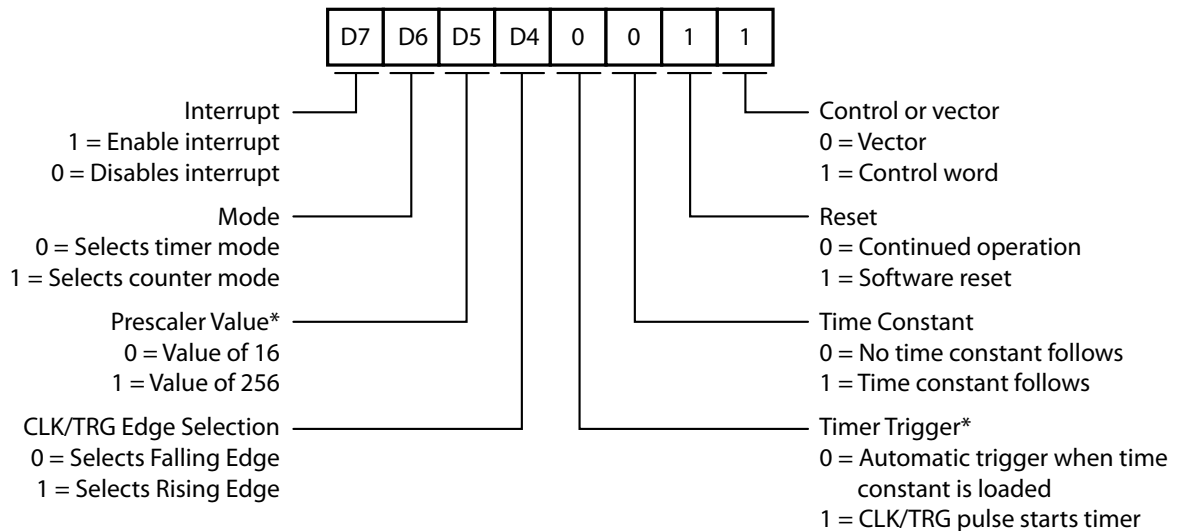 D7 D6 D5 D4 0 0 1 1
Interrupt
1 = Enable interrupt
0 = Disables interrupt
Mode
0 = Selects timer mode
1 = Selects counter mode
Prescaler Value*
0 = Value of 16
1 = Value of 256
CLK/TRG Edge Selection
0 = Selects Falling Edge
1 = Selects Rising Edge
Control or vector
0 = Vector
1 = Control word
Reset
0 = Continued operation
1 = Software reset
Time Constant
0 = No time constant follows
1 = Time constant follows
Timer Trigger*
0 = Automatic trigger when time
constant is loaded
1 = CLK/TRG pulse starts timer